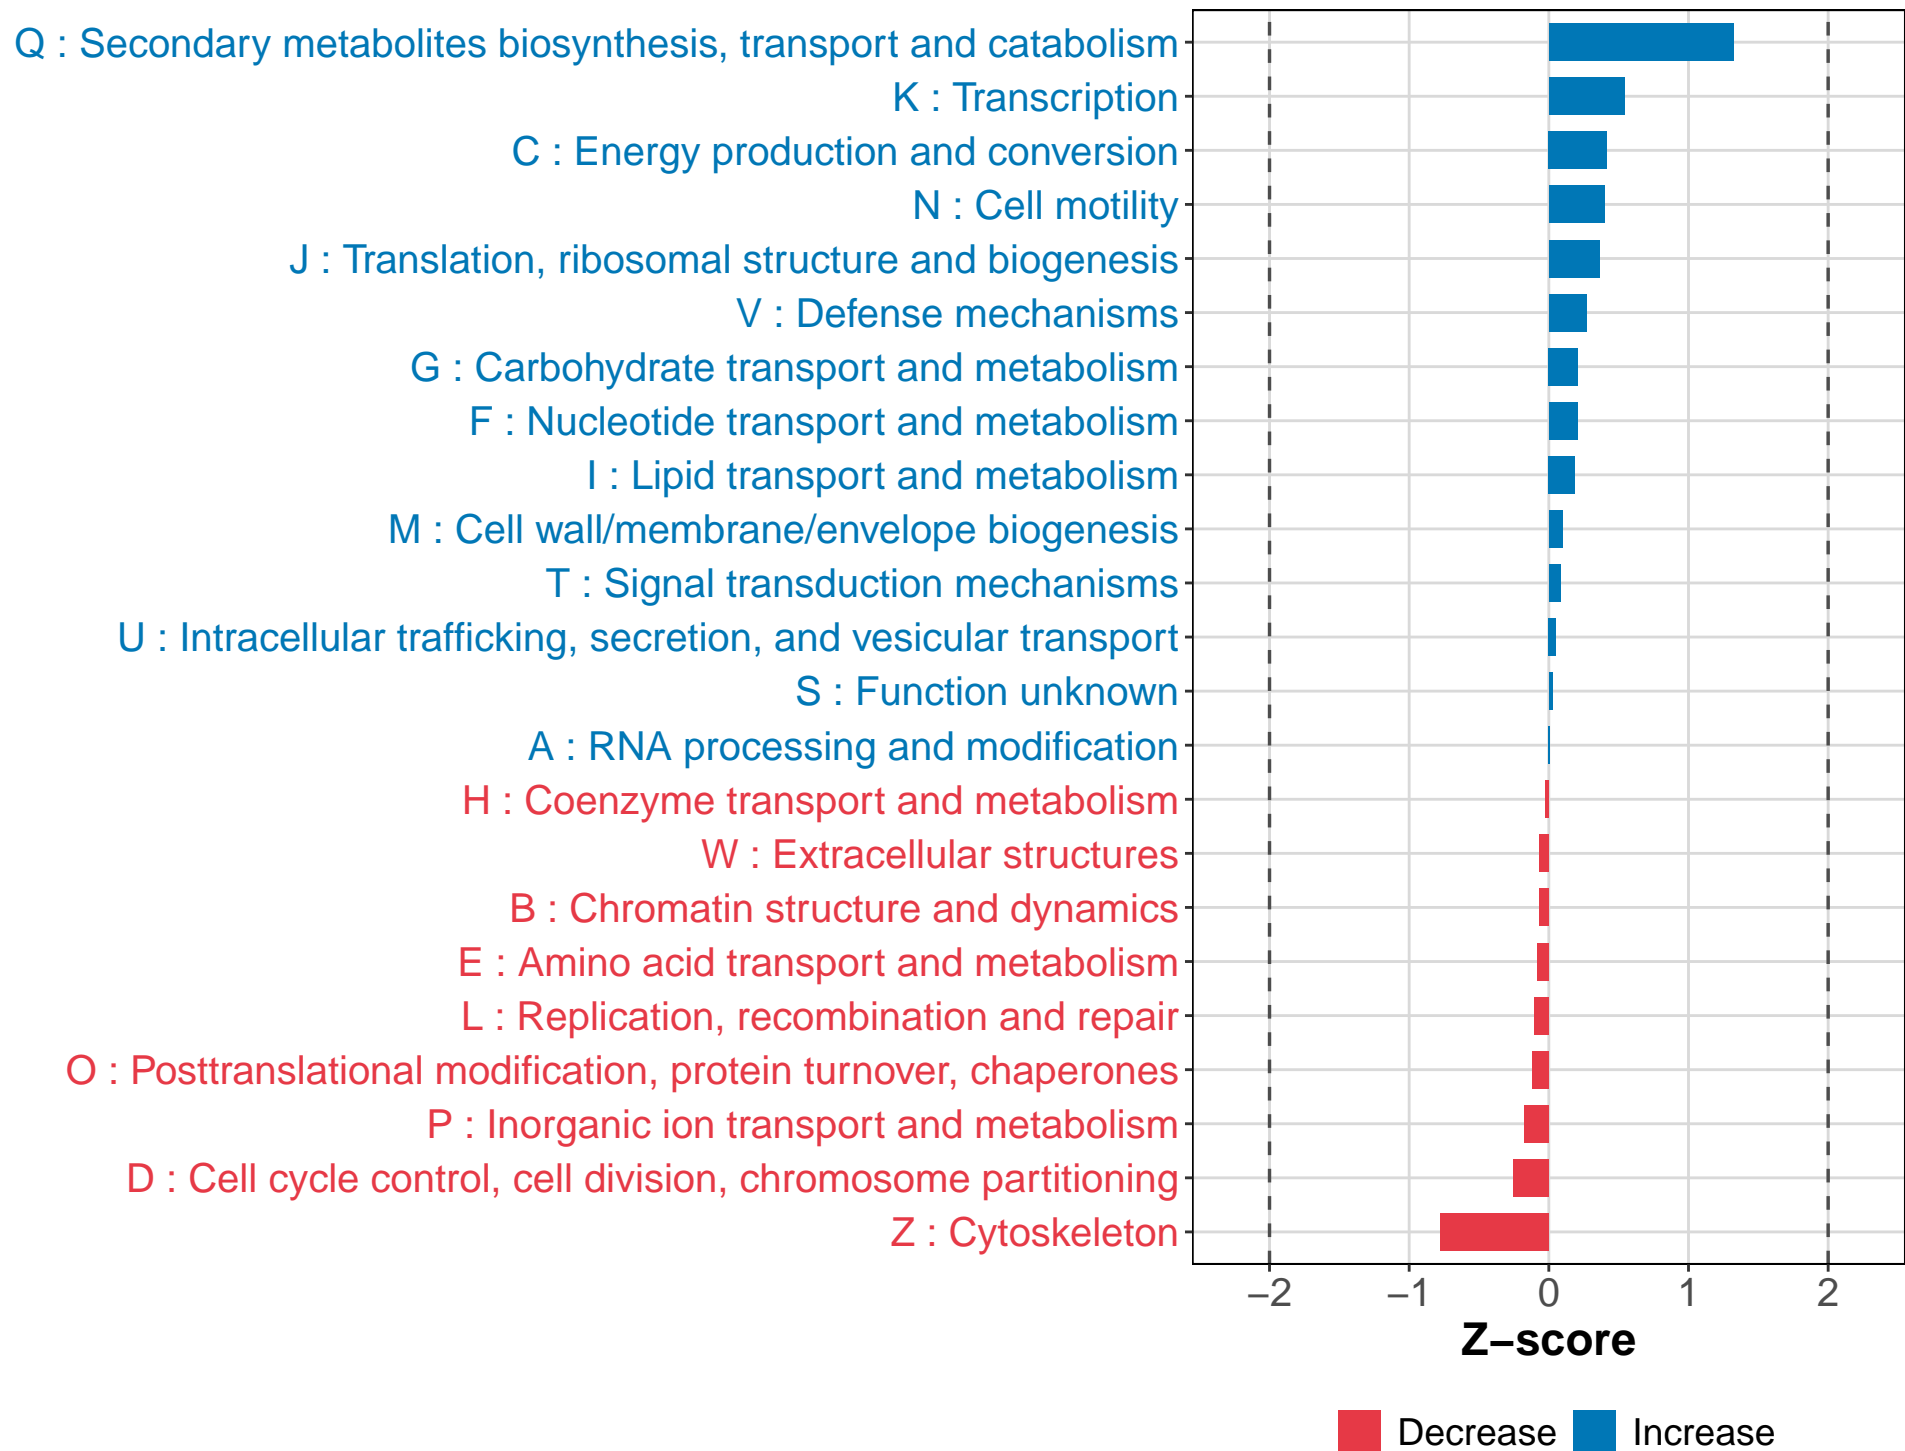 Q : Secondary metabolites biosynthesis, transport and catabolism
K : Transcription
C : Energy production and conversion
N : Cell motility
J : Translation, ribosomal structure and biogenesis
V : Defense mechanisms
G : Carbohydrate transport and metabolism
F : Nucleotide transport and metabolism
I : Lipid transport and metabolism
M : Cell wall/membrane/envelope biogenesis
T : Signal transduction mechanisms
U : Intracellular trafficking, secretion, and vesicular transport
S : Function unknown
A : RNA processing and modification
H : Coenzyme transport and metabolism
W : Extracellular structures
B : Chromatin structure and dynamics
E : Amino acid transport and metabolism
L : Replication, recombination and repair
O : Posttranslational modification, protein turnover, chaperones
P : Inorganic ion transport and metabolism
D : Cell cycle control, cell division, chromosome partitioning
Z : Cytoskeleton
−2 −1 0 1 2
Z−score
Decrease Increase